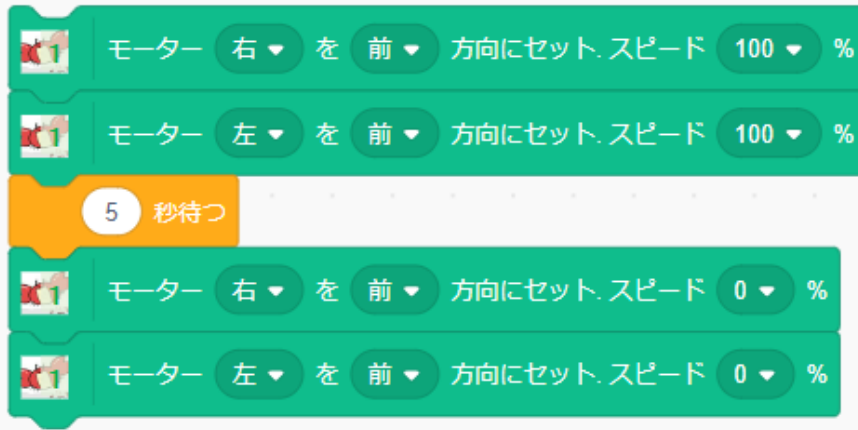 1 モーター 右 を 前 方向にセット. スピード 100 %
1 モーター 左 を 前 方向にセット. スピード 100 %
5 秒待つ
1 モーター 右 を 前 方向にセット. スピード 0 %
1 モーター 左 を 前 方向にセット. スピード 0 %